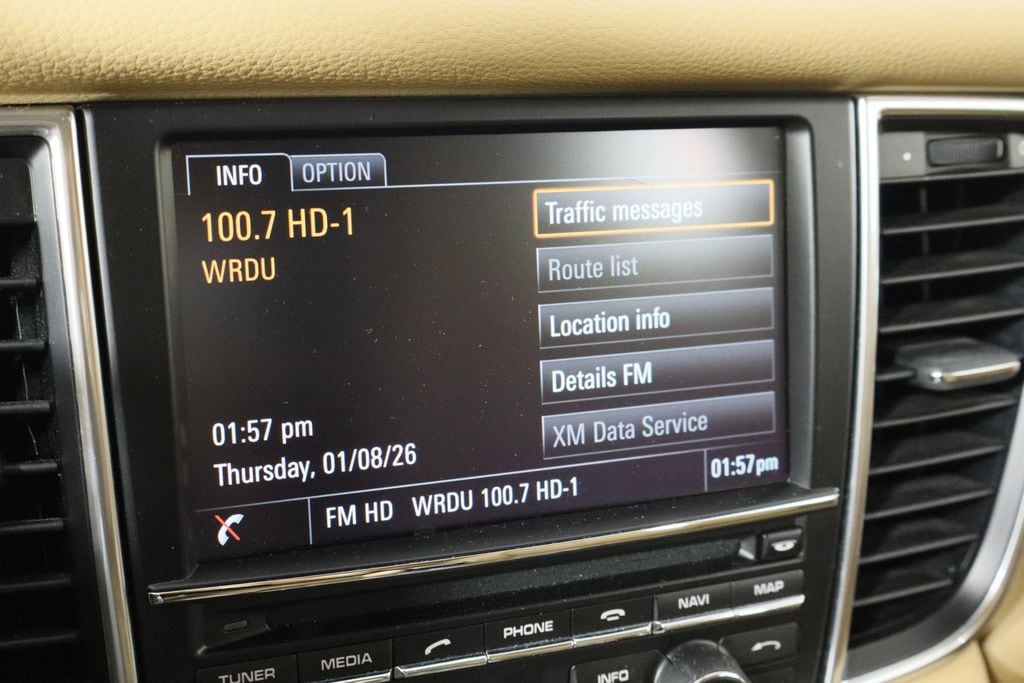 INFO OPTION
100.7 HD-1
WRDU
Traffic messages
Route list
Location info
Details FM
XM Data Service
01:57 pm
Thursday, 01/08/26
FM HD WRDU 100.7 HD-1
01:57pm
TUNER MEDIA PHONE NAVI MAP
INFO